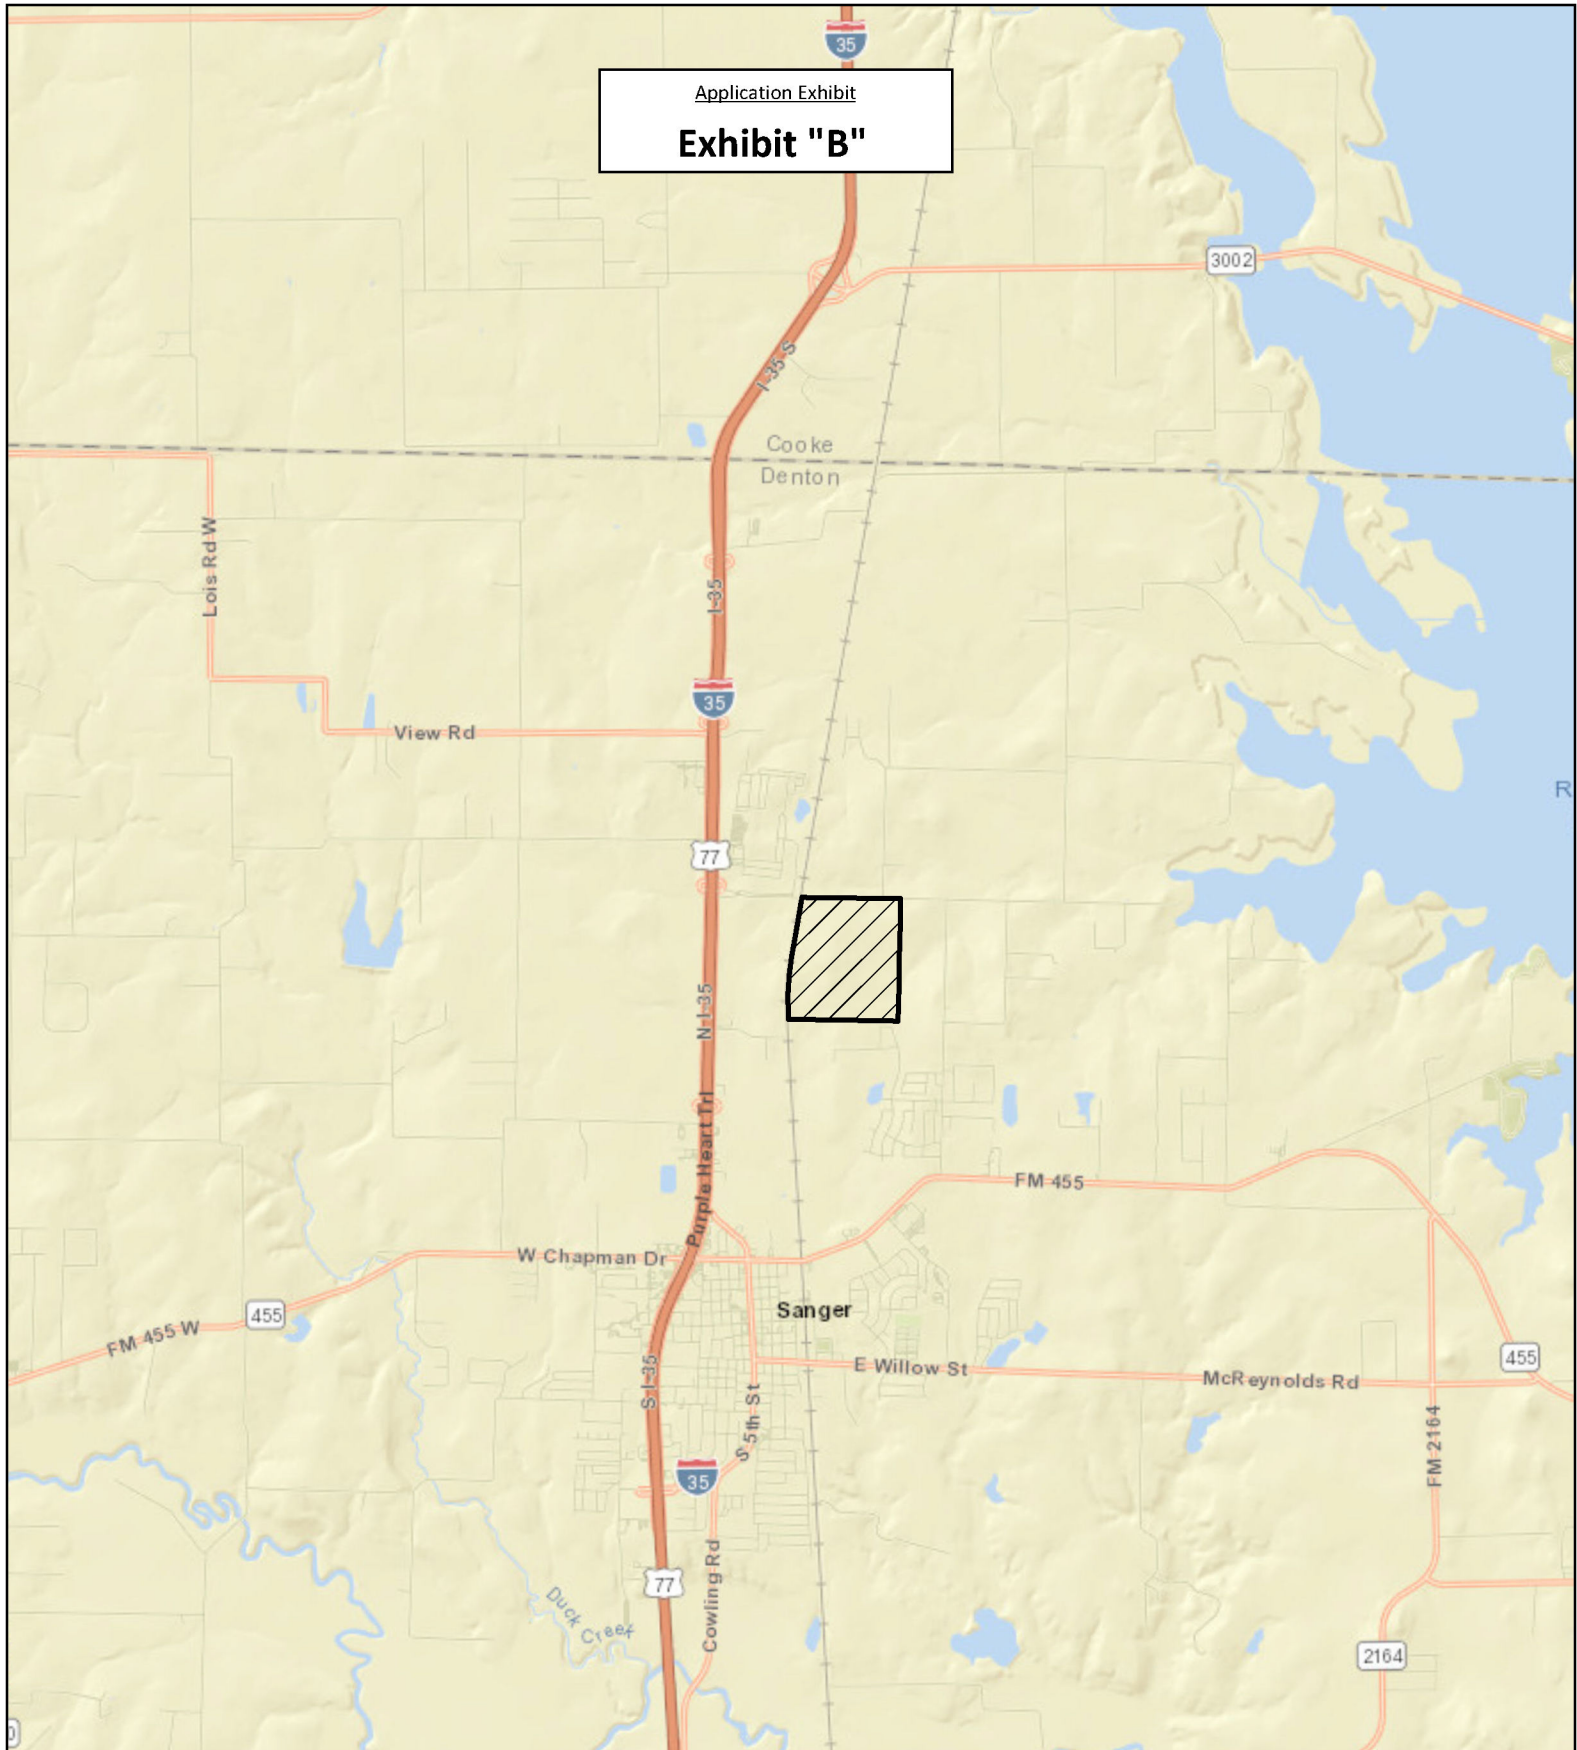 35
Application Exhibit
Exhibit "B"
3002
I-35 S
Cooke
Denton
Lois Rd W
I-35
35
View Rd
R
77
N I-35
Purple Heart Trl
FM 455
W Chapman Dr
Sanger
455
FM 455 W
E Willow St
McReynolds Rd
455
S I-35
S 5th St
FM 2164
35
77
Cowling Rd
Duck Creek
2164